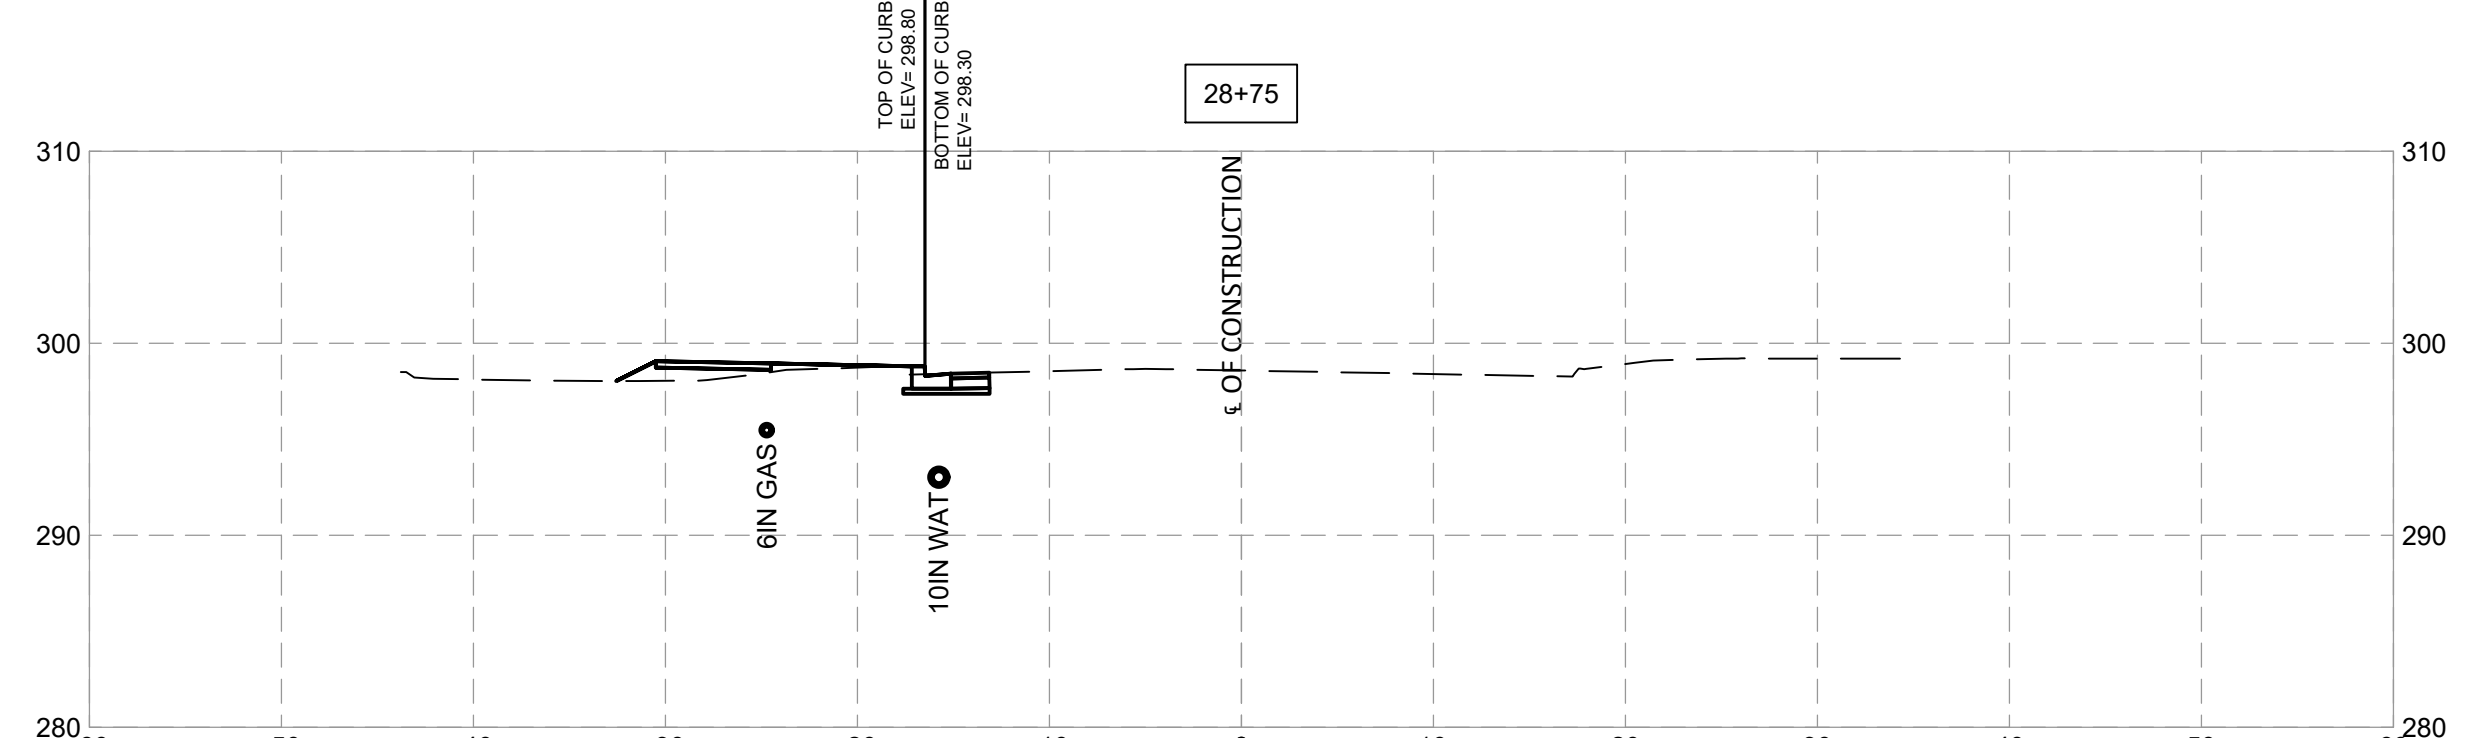 TOP OF CURB
ELEV= 298.80
BOTTOM OF CURB
ELEV= 298.30
28+75
310
310
℄ OF CONSTRUCTION
300
300
6IN GAS
10IN WAT
290
290
280
280